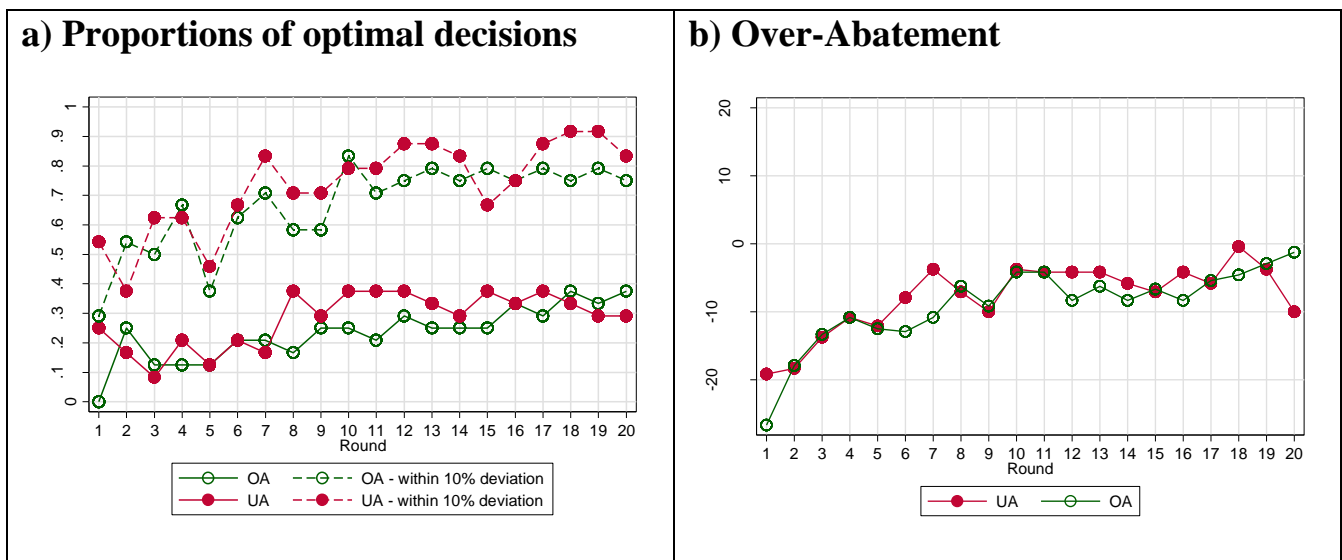 a) Proportions of optimal decisions
1
.9
.8
.7
.6
.5
.4
.3
.2
.1
0
1 2 3 4 5 6 7 8 9 10 11 12 13 14 15 16 17 18 19 20
Round
OA OA - within 10% deviation
UA UA - within 10% deviation
b) Over-Abatement
20
10
0
-10
-20
1 2 3 4 5 6 7 8 9 10 11 12 13 14 15 16 17 18 19 20
Round
UA OA